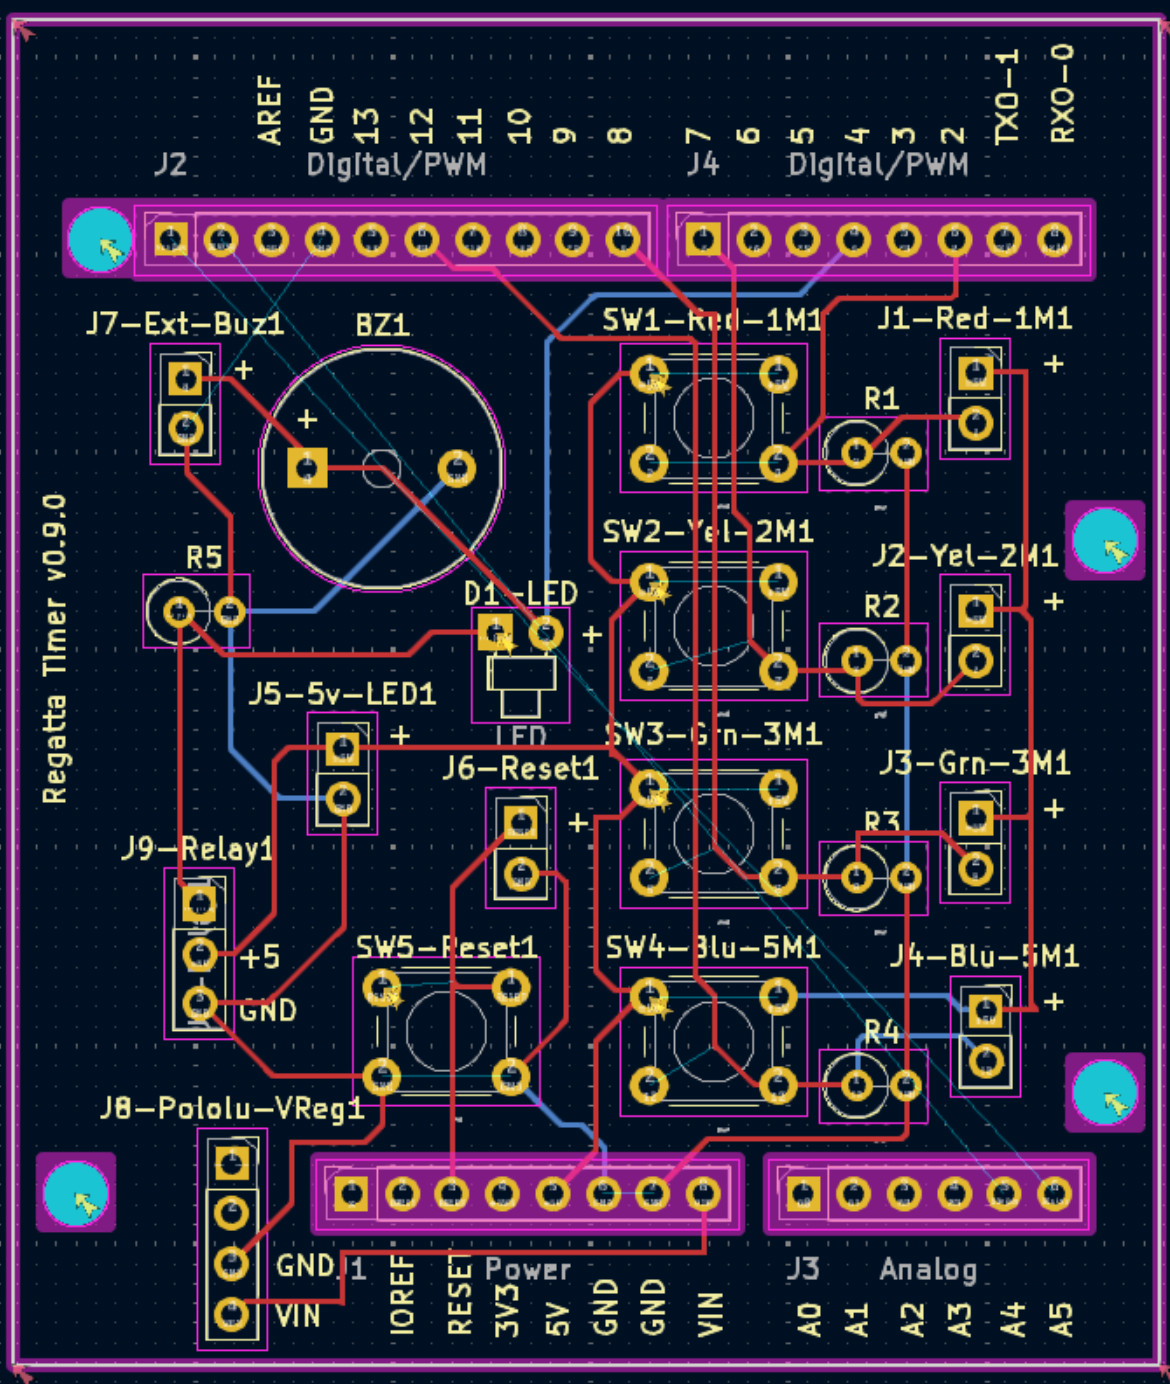 AREF GND 13 12 11 10 9 8 7 6 5 4 3 2 TX0-1 RX0-0
J2 Digital/PWM J4 Digital/PWM
J7-Ext-Buz1 BZ1 SW1-Red-1M1 J1-Red-1M1
+ +
+ R1
SW2-Yel-2M1
J2-Yel-2M1
R5
D1-LED R2 +
+
Regatta Timer v0.9.0
J5-5v-LED1
+ LED SW3-Grn-3M1
J6-Reset1 J3-Grn-3M1
+ R3 +
J9-Relay1
+5 SW5-Reset1 SW4-Blu-5M1 J4-Blu-5M1
GND +
R4
J8-Pololu-VReg1
GND J1 Power J3 Analog
VIN IOREF RESET 3V3 5V GND GND VIN A0 A1 A2 A3 A4 A5